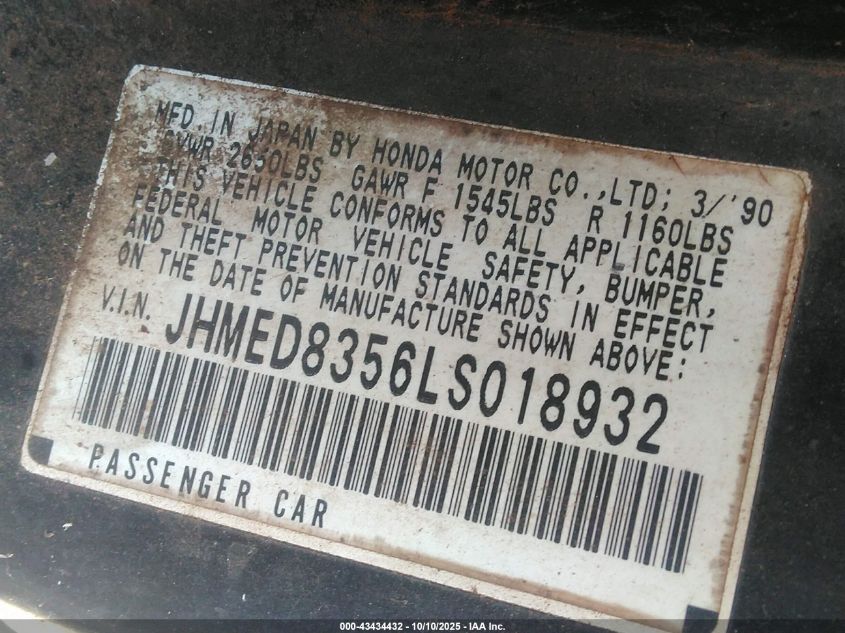 MFD. IN JAPAN BY HONDA MOTOR CO.,LTD; 3/'90
GVWR 2650LBS GAWR F 1545LBS R 1160LBS
THIS VEHICLE CONFORMS TO ALL APPLICABLE
FEDERAL MOTOR VEHICLE SAFETY, BUMPER,
AND THEFT PREVENTION STANDARDS IN EFFECT
ON THE DATE OF MANUFACTURE SHOWN ABOVE:
V.I.N. JHMED8356LS018932
PASSENGER CAR
000-43434432 - 10/10/2025 - IAA Inc.